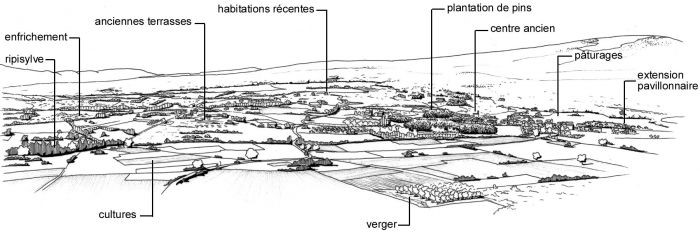 habitations récentes
plantation de pins
anciennes terrasses
centre ancien
enfrichement
pâturages
ripisylve
extension
pavillonnaire
cultures
verger